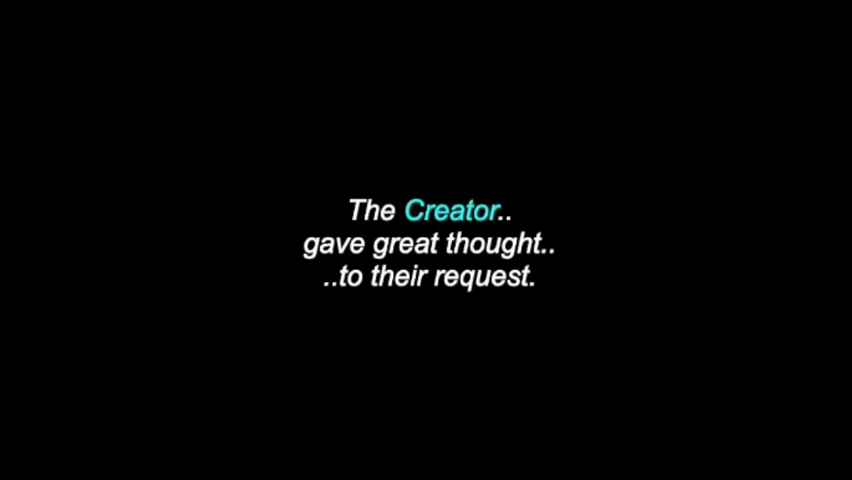 The Creator..
gave great thought..
..to their request.